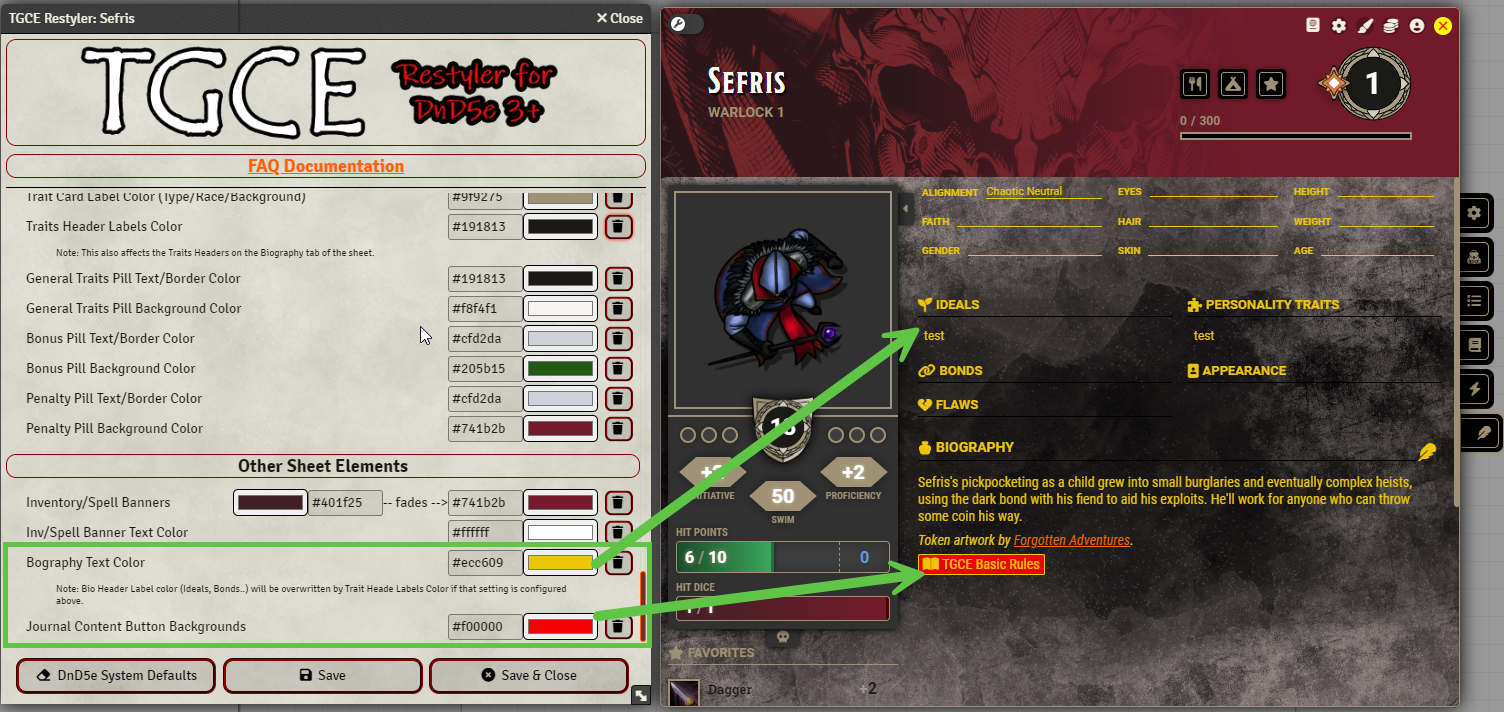 TGCE Restyler: Sefris
Close
TGCE
Restyler for
DnD5e 3+
FAQ Documentation
Trait Card Label Color (Type/Race/Background)
#9f9275
Traits Header Labels Color
#191813
Note: This also affects the Traits Headers on the Biography tab of the sheet.
General Traits Pill Text/Border Color
#191813
General Traits Pill Background Color
#f8f4f1
Bonus Pill Text/Border Color
#cfd2da
Bonus Pill Background Color
#205b15
Penalty Pill Text/Border Color
#cfd2da
Penalty Pill Background Color
#741b2b
Other Sheet Elements
Inventory/Spell Banners
#401f25
-- fades -->
#741b2b
Inv/Spell Banner Text Color
#ffffff
Bography Text Color
#ecc609
Note: Bio Header Label color (Ideals, Bonds..) will be overwritten by Trait Heade Labels Color if that setting is configured
above.
Journal Content Button Backgrounds
#f00000
DnD5e System Defaults
Save
Save & Close
Sefris
WARLOCK 1
1
0 / 300
ALIGNMENT Chaotic Neutral
EYES
HEIGHT
FAITH
HAIR
WEIGHT
GENDER
SKIN
AGE
IDEALS
test
PERSONALITY TRAITS
test
BONDS
APPEARANCE
FLAWS
BIOGRAPHY
Sefris's pickpocketing as a child grew into small burglaries and eventually complex heists,
using the dark bond with his fiend to aid his exploits. He'll work for anyone who can throw
some coin his way.
Token artwork by Forgotten Adventures.
TGCE Basic Rules
+2
PROFICIENCY
50
SWIM
HIT POINTS
6 / 10
0
HIT DICE
1 / 1
FAVORITES
Dagger
+2